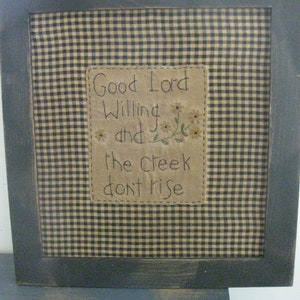 Good Lord
Willing
and
the creek
dont rise